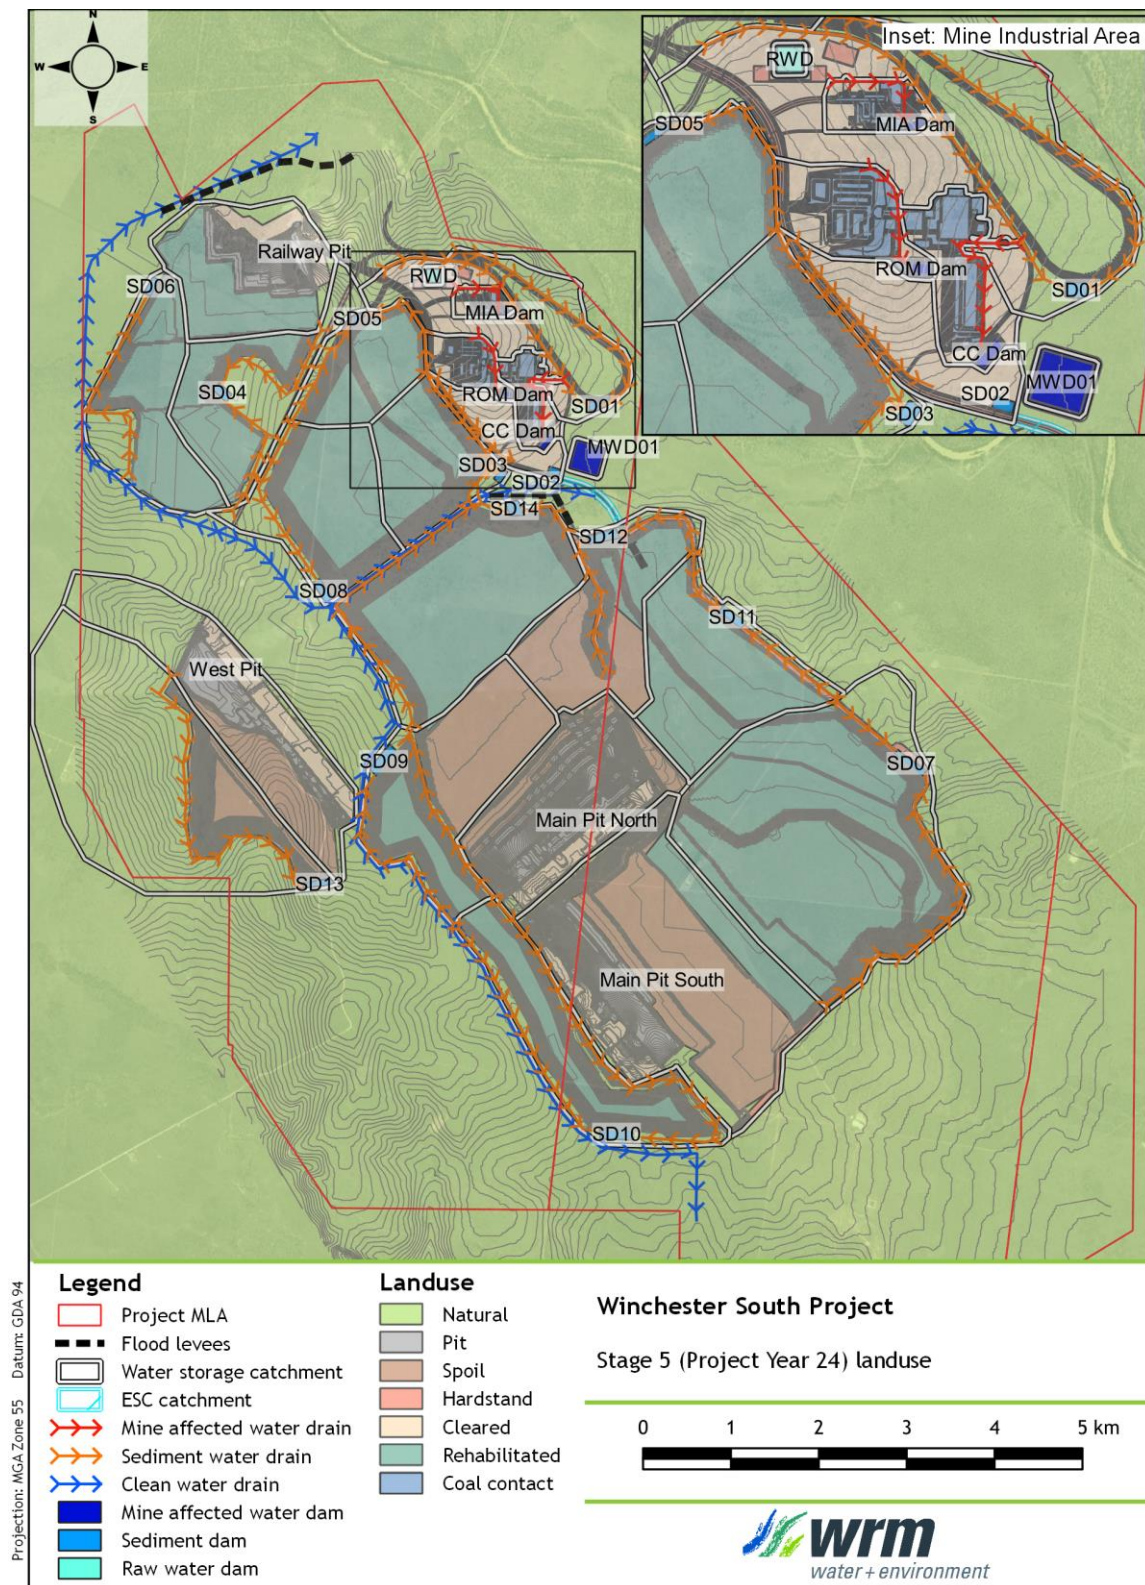 N
W E
S
Inset: Mine Industrial Area
RWD
SD05
MIA Dam
ROM Dam
SD01
CC Dam
MWD01
SD02
SD03
Railway Pit
RWD
SD06
MIA Dam
SD05
SD04
ROM Dam
SD01
CC Dam
MWD01
SD03
SD02
SD14
SD12
SD08
SD11
West Pit
SD09
SD07
Main Pit North
SD13
Main Pit South
SD10
Projection: MGA Zone 55 Datum: GDA 94
Legend
Project MLA
Flood levees
Water storage catchment
ESC catchment
Mine affected water drain
Sediment water drain
Clean water drain
Mine affected water dam
Sediment dam
Raw water dam
Landuse
Natural
Pit
Spoil
Hardstand
Cleared
Rehabilitated
Coal contact
Winchester South Project
Stage 5 (Project Year 24) landuse
0 1 2 3 4 5 km
wrm
water + environment